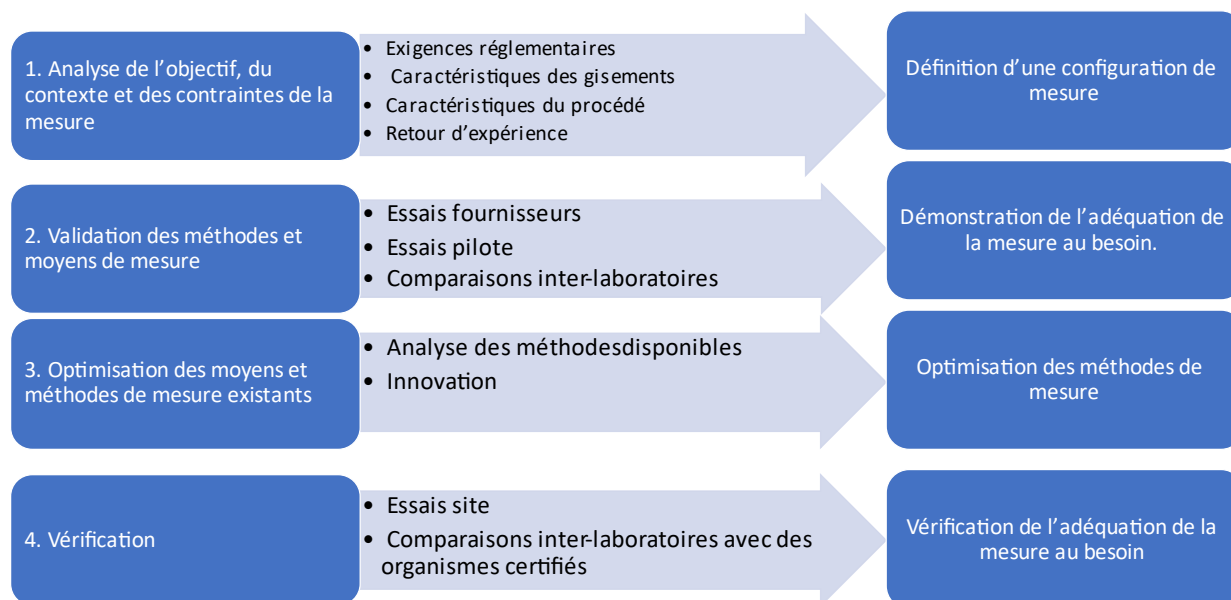 1. Analyse de l'objectif, du
contexte et des contraintes de la
mesure
• Exigences réglementaires
• Caractéristiques des gisements
• Caractéristiques du procédé
• Retour d'expérience
Définition d'une configuration de
mesure
2. Validation des méthodes et
moyens de mesure
• Essais fournisseurs
• Essais pilote
• Comparaisons inter-laboratoires
Démonstration de l'adéquation de
la mesure au besoin.
3. Optimisation des moyens et
méthodes de mesure existants
• Analyse des méthodesdisponibles
• Innovation
Optimisation des méthodes de
mesure
4. Vérification
• Essais site
• Comparaisons inter-laboratoires avec des
organismes certifiés
Vérification de l'adéquation de la
mesure au besoin